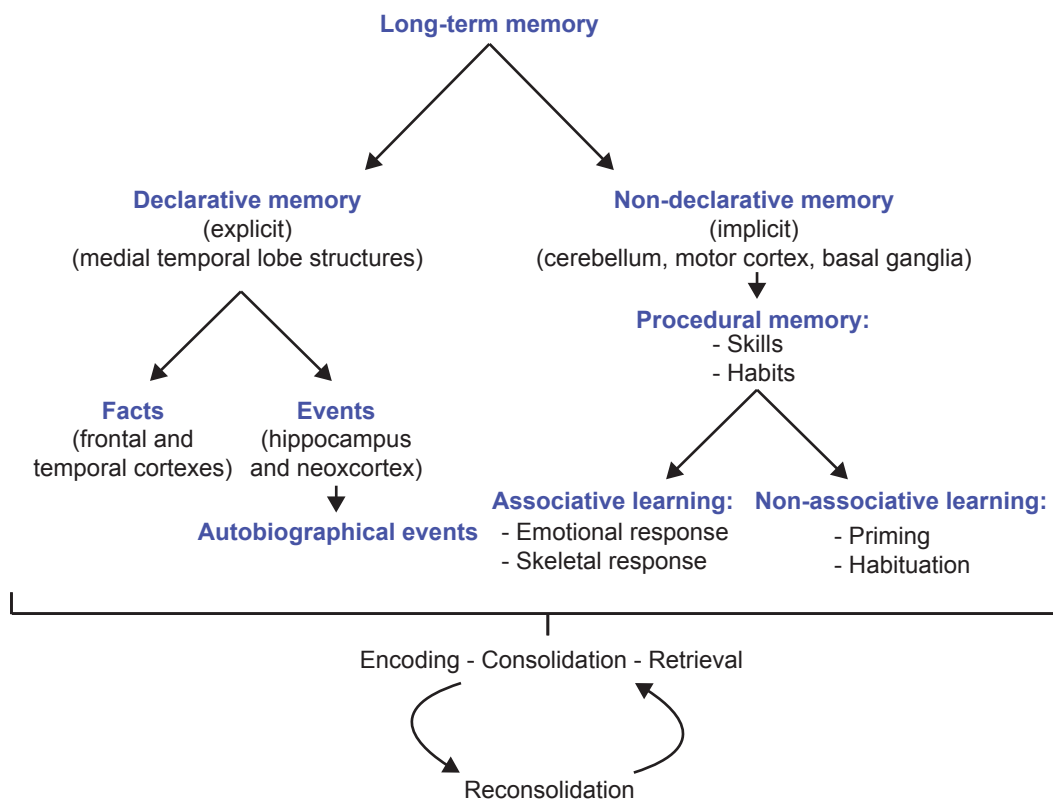 Long-term memory
Declarative memory
(explicit)
(medial temporal lobe structures)
Non-declarative memory
(implicit)
(cerebellum, motor cortex, basal ganglia)
Procedural memory:
- Skills
- Habits
Facts
(frontal and
temporal cortexes)
Events
(hippocampus
and neoxcortex)
Autobiographical events
Associative learning:
- Emotional response
- Skeletal response
Non-associative learning:
- Priming
- Habituation
Encoding - Consolidation - Retrieval
Reconsolidation